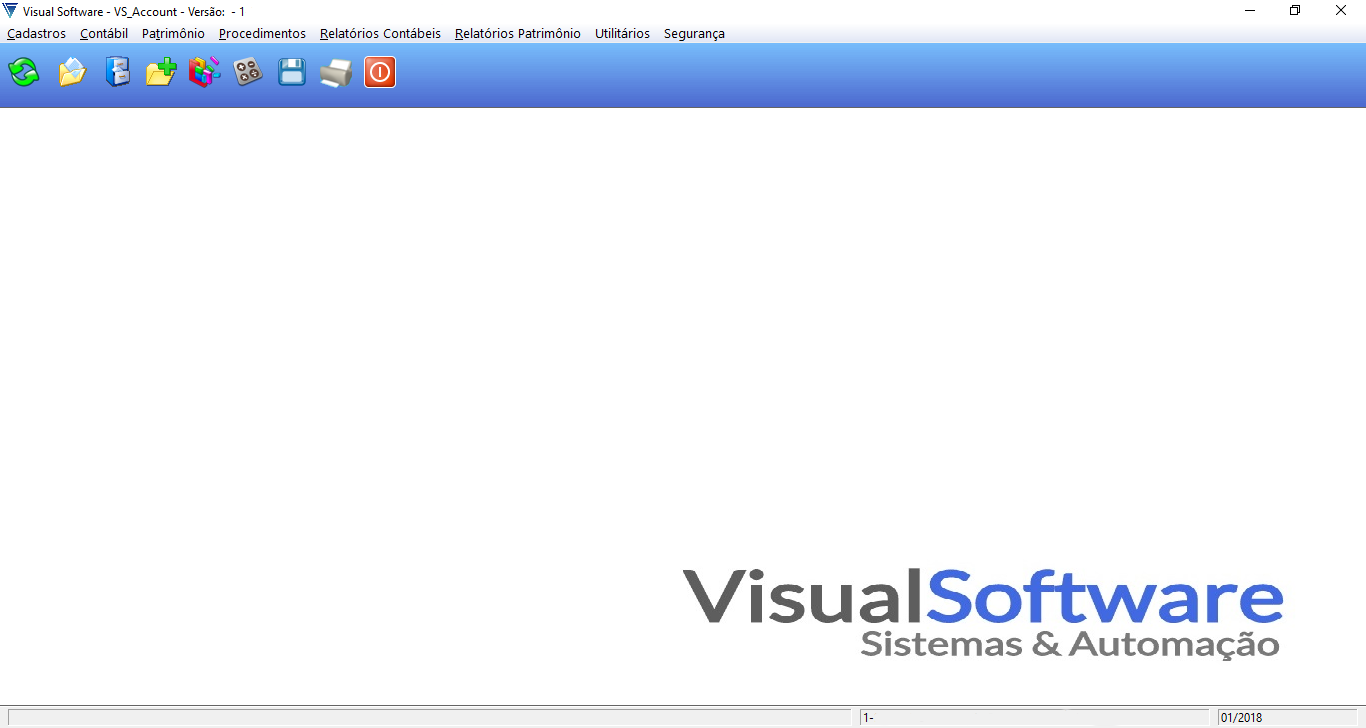 Visual Software - VS_Account - Versão:  - 1
Cadastros Contábil Patrimônio Procedimentos Relatórios Contábeis Relatórios Patrimônio Utilitários Segurança
VisualSoftware
Sistemas & Automação
1- 01/2018